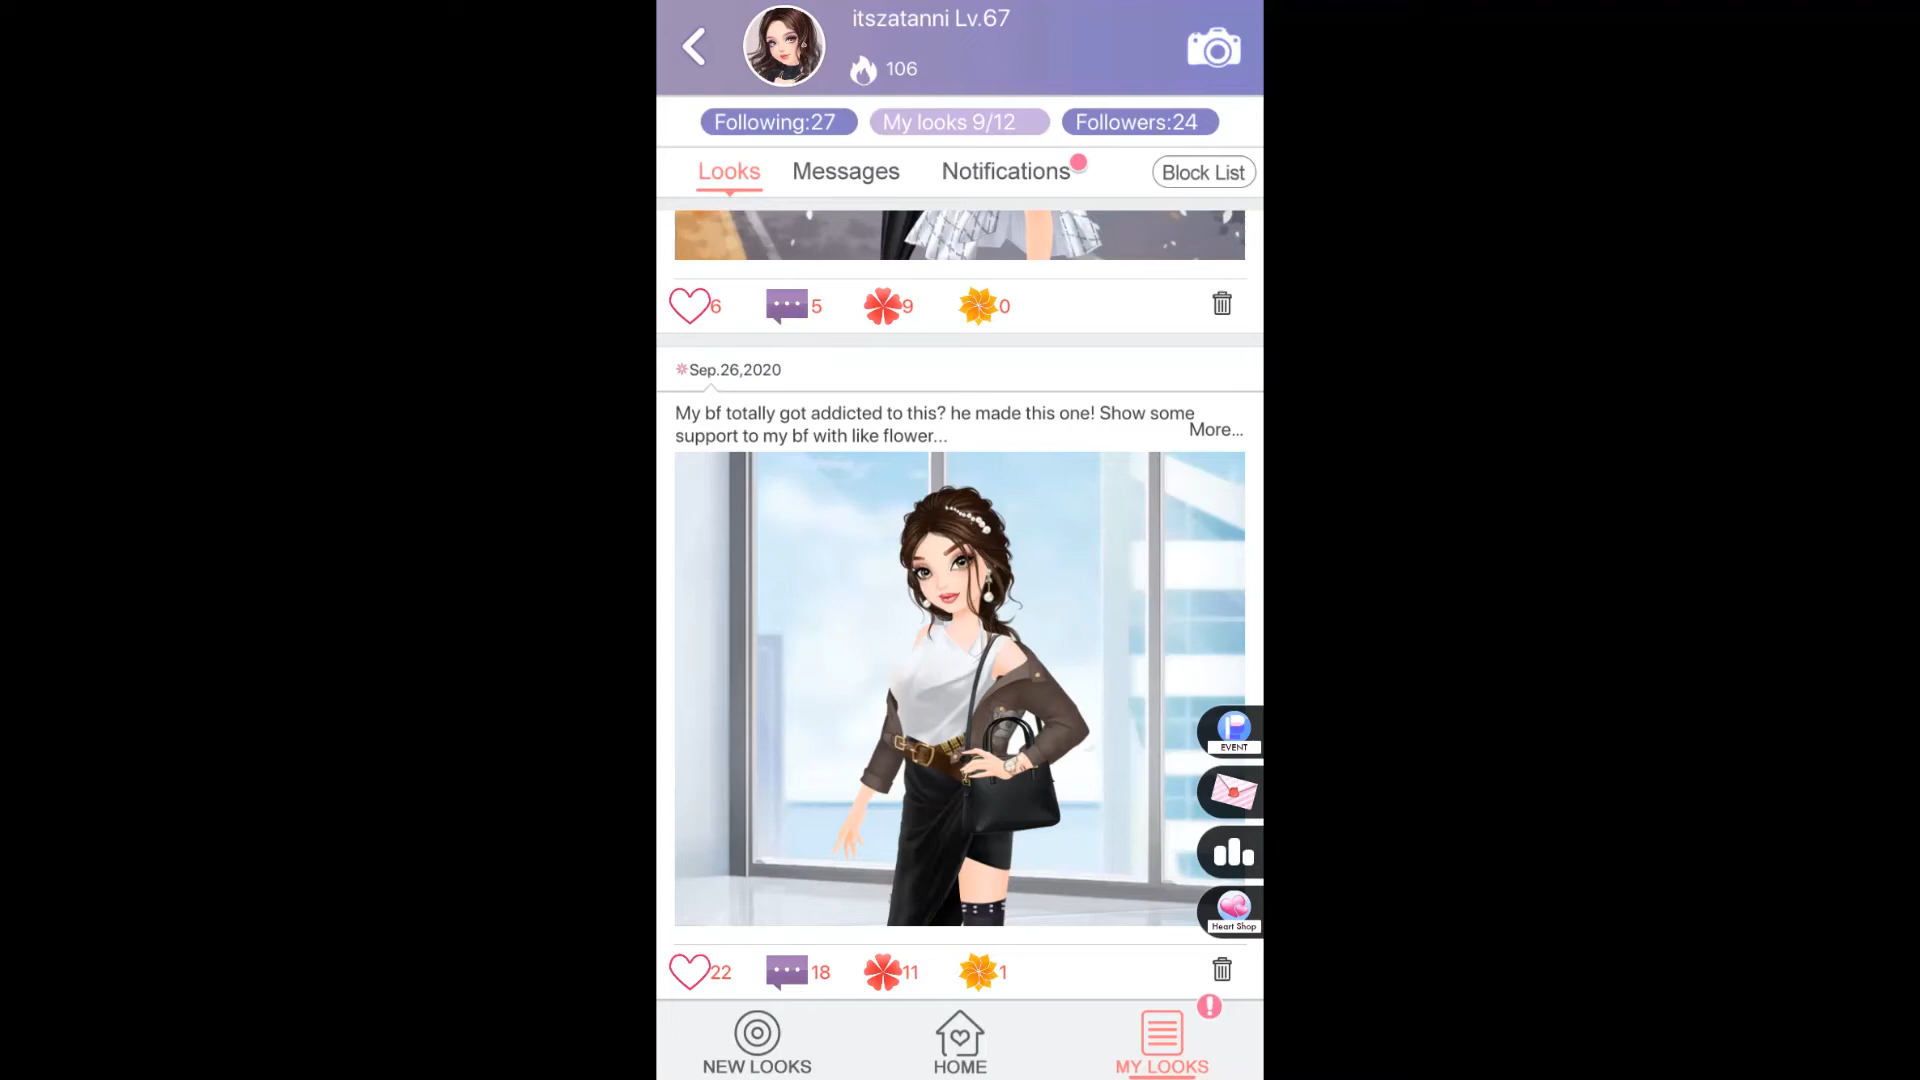 itszatanni Lv.67
106
Following:27
My looks 9/12
Followers:24
Looks
Messages
Notifications
Block List
6
5
9
0
Sep.26,2020
My bf totally got addicted to this? he made this one! Show some
support to my bf with like flower...
More...
EVENT
Heart Shop
22
18
11
1
NEW LOOKS
HOME
MY LOOKS